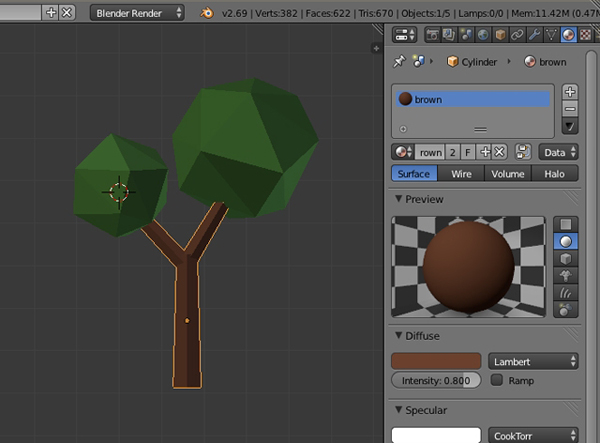 Blender Render
v2.69 | Verts:382 | Faces:622 | Tris:670 | Objects:1/5 | Lamps:0/0 | Mem:11.42M (0.47M
Cylinder brown
brown
rown 2 F Data
Surface Wire Volume Halo
Preview
Diffuse
Lambert
Intensity: 0.800 Ramp
Specular
CookTorr